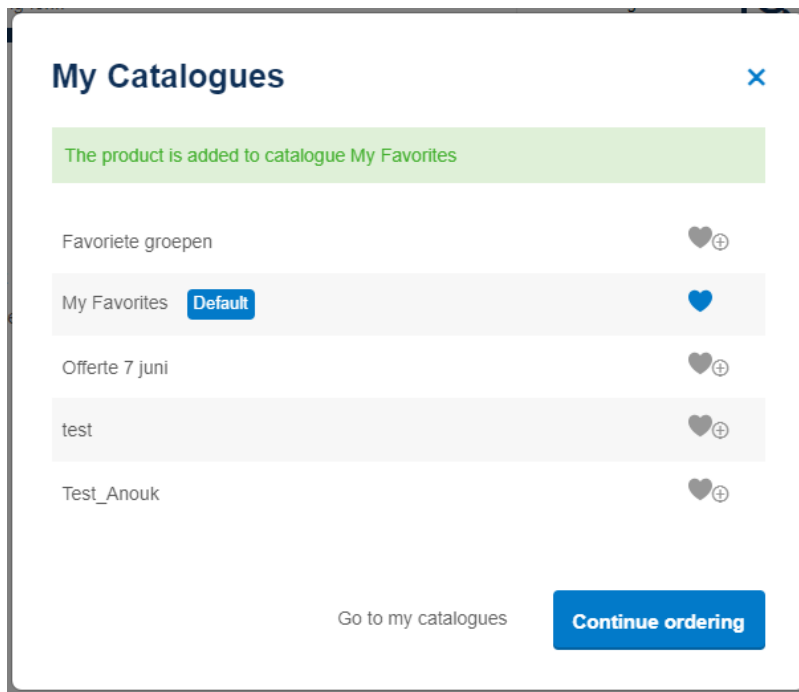 My Catalogues
The product is added to catalogue My Favorites
Favoriete groepen
My Favorites Default
Offerte 7 juni
test
Test_Anouk
Go to my catalogues Continue ordering